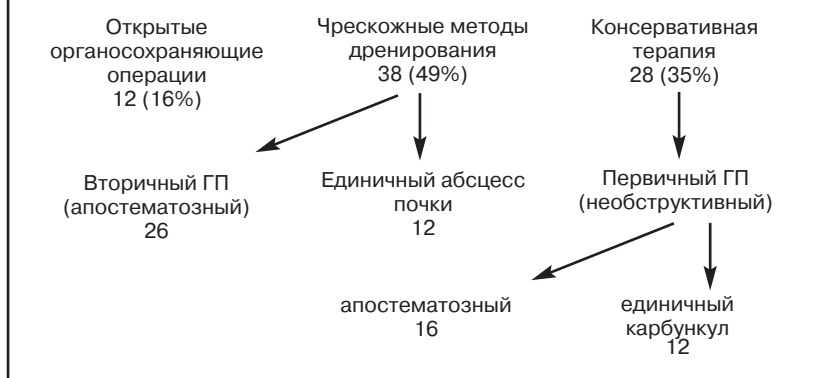 Открытые
органосохраняющие
операции
12 (16%)
Чрескожные методы
дренирования
38 (49%)
Консервативная
терапия
28 (35%)
Вторичный ГП
(апостематозный)
26
Единичный абсцесс
почки
12
Первичный ГП
(необструктивный)
апостематозный
16
единичный
карбункул
12